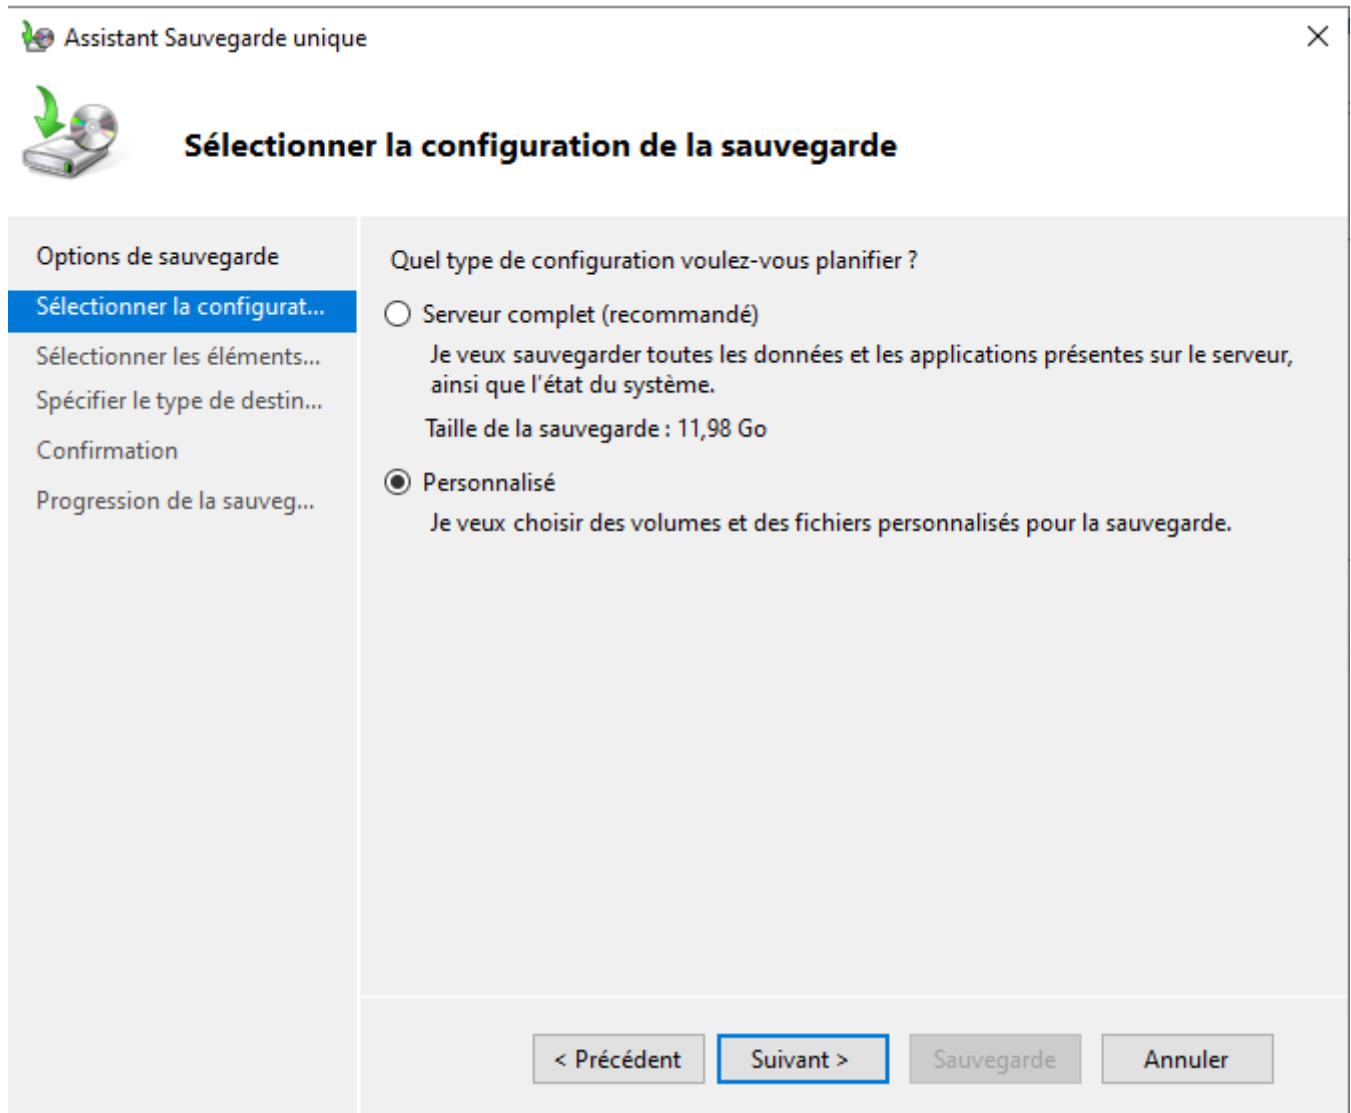 Assistant Sauvegarde unique
Sélectionner la configuration de la sauvegarde
Options de sauvegarde
Sélectionner la configurat...
Sélectionner les éléments...
Spécifier le type de destin...
Confirmation
Progression de la sauveg...
Quel type de configuration voulez-vous planifier ?
Serveur complet (recommandé)
Je veux sauvegarder toutes les données et les applications présentes sur le serveur,
ainsi que l'état du système.
Taille de la sauvegarde : 11,98 Go
Personnalisé
Je veux choisir des volumes et des fichiers personnalisés pour la sauvegarde.
< Précédent
Suivant >
Sauvegarde
Annuler